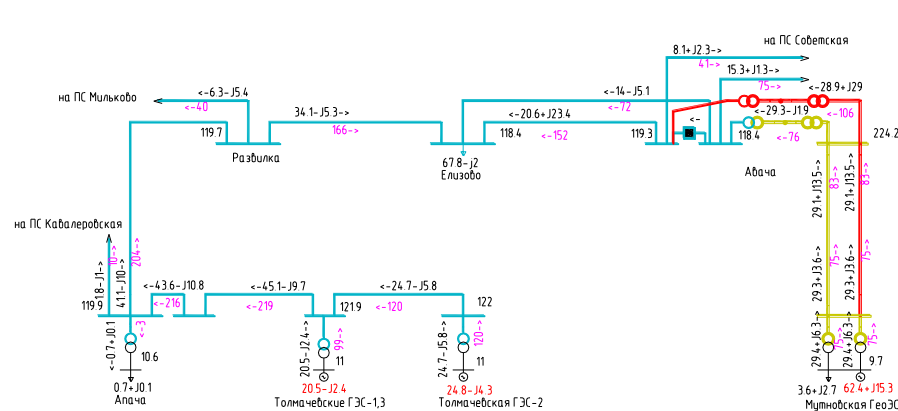 на ПС Советская
8.1+J2.3->
41->
15.3+J1.3->
75->
на ПС Мильково
<-6.3-J5.4
<-40
<-14-J5.1
<-72
<-28.9+J29
<-106
34.1-J5.3->
166->
<-20.6+J23.4
<-152
<-
<-29.3-J1.9
<-76
119.7
118.4
119.3
118.4
224.2
Развилка
67.8-j2
Елизово
Авача
29.1+J13.5->
83->
29.1+J13.5->
83->
на ПС Кавалеровская
10->
1.8-J1->
204->
41.1-J10->
29.3+J3.6->
75->
29.3+J3.6->
75->
<-43.6-J10.8
<-216
<-45.1-J9.7
<-219
<-24.7-J5.8
<-120
119.9
121.9
122
<-0.7+J0.1
<-3
20.5-J2.4->
99->
24.7-J5.8->
120->
29.4+J6.3->
75->
29.4+J6.3->
75->
10.6
11
11
9.7
0.7+J0.1
20.5-J2.4
24.8-J4.3
3.6+J2.7
62.4+J15.3
Апача
Толмачевские ГЭС-1,3
Толмачевская ГЭС-2
Мутновская ГеоЭС